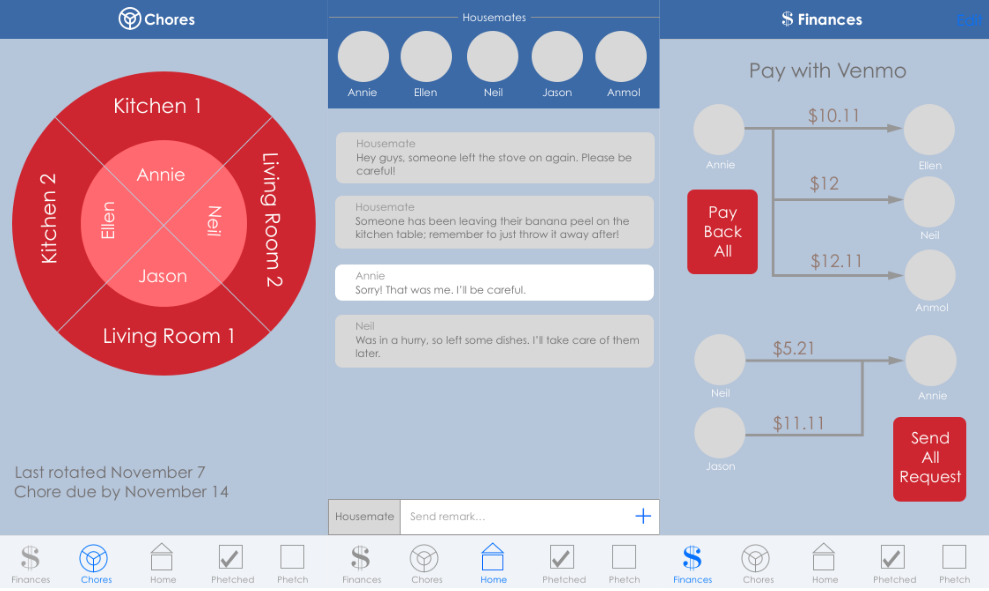 Chores
Kitchen 1
Kitchen 2
Living Room 2
Living Room 1
Annie
Ellen
Neil
Jason
Last rotated November 7
Chore due by November 14
Finances
Chores
Home
Phetched
Phetch
Housemates
Annie
Ellen
Neil
Jason
Anmol
Housemate
Hey guys, someone left the stove on again. Please be
careful!
Housemate
Someone has been leaving their banana peel on the
kitchen table; remember to just throw it away after!
Annie
Sorry! That was me. I'll be careful.
Neil
Was in a hurry, so left some dishes. I'll take care of them
later.
Housemate
Send remark...
Finances
Chores
Home
Phetched
Phetch
$ Finances
Edit
Pay with Venmo
$10.11
Annie
Ellen
$12
Pay
Back
All
Neil
$12.11
Anmol
$5.21
Neil
Annie
$11.11
Jason
Send
All
Request
Finances
Chores
Home
Phetched
Phetch